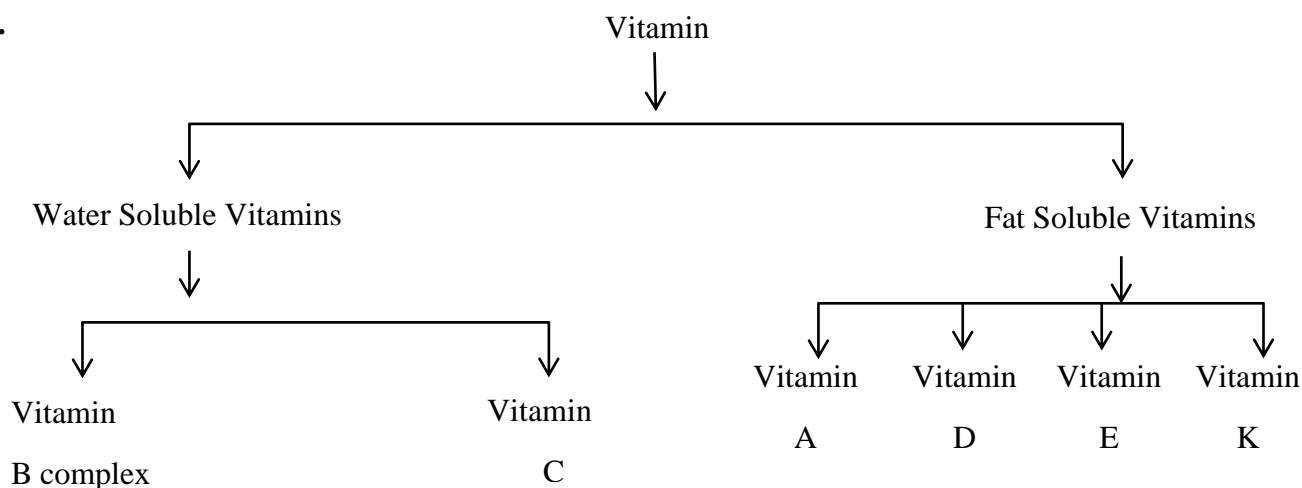 Vitamin
Water Soluble Vitamins
Fat Soluble Vitamins
Vitamin
B complex
Vitamin
C
Vitamin
A
Vitamin
D
Vitamin
E
Vitamin
K